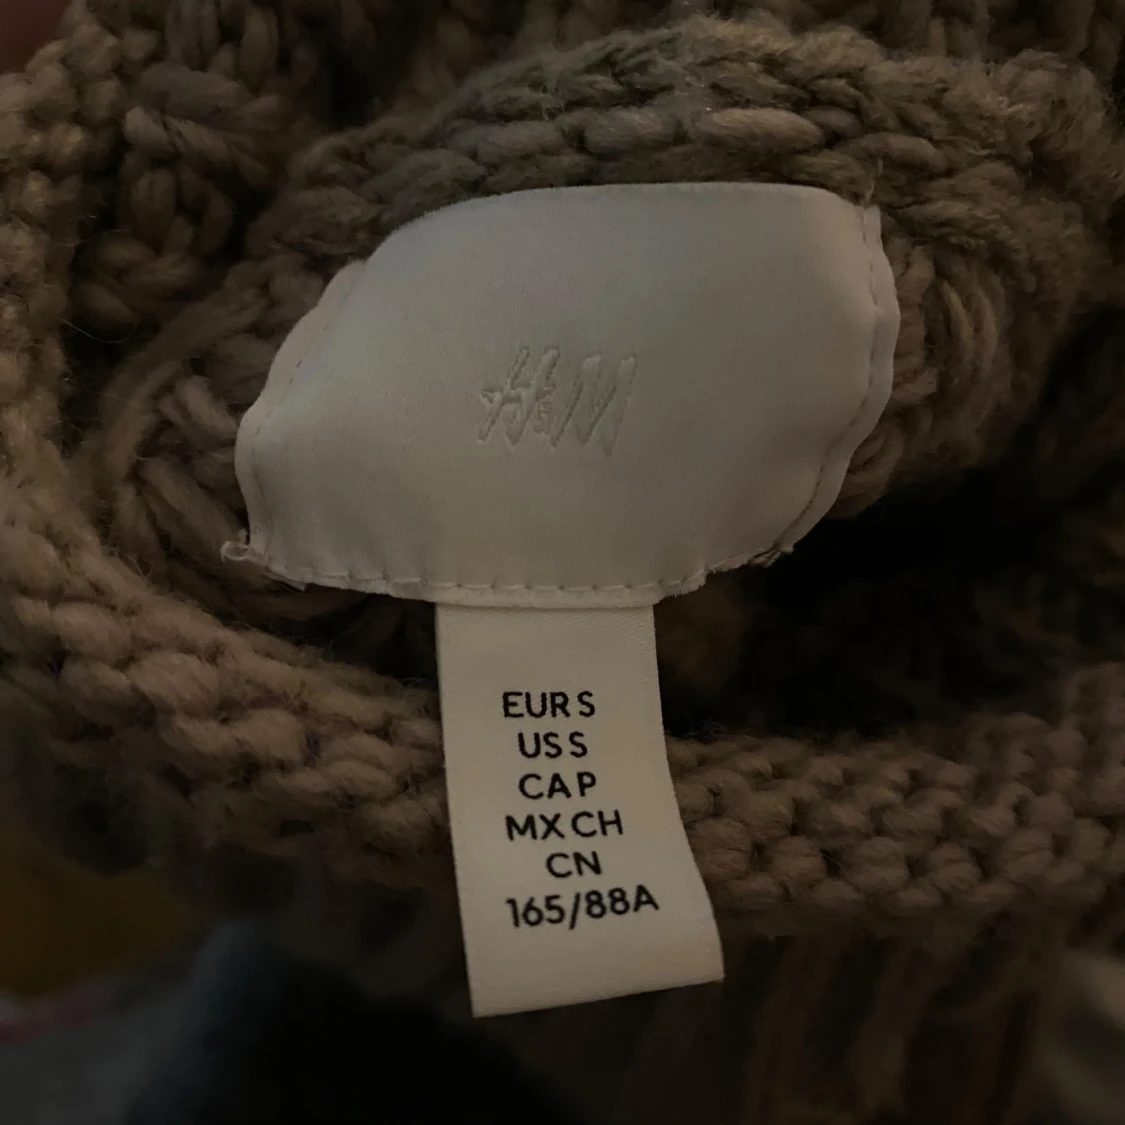 H&M
EUR S
US S
CA P
MX CH
CN
165/88A